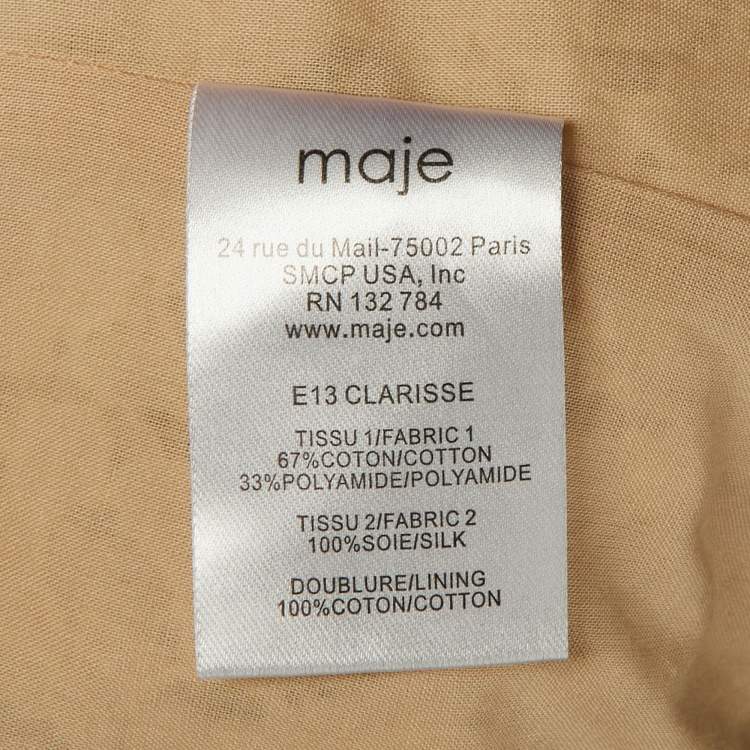 maje
24 rue du Mail-75002 Paris
SMCP USA, Inc
RN 132 784
www.maje.com
E13 CLARISSE
TISSU 1/FABRIC 1
67%COTON/COTTON
33%POLYAMIDE/POLYAMIDE
TISSU 2/FABRIC 2
100%SOIE/SILK
DOUBLURE/LINING
100%COTON/COTTON